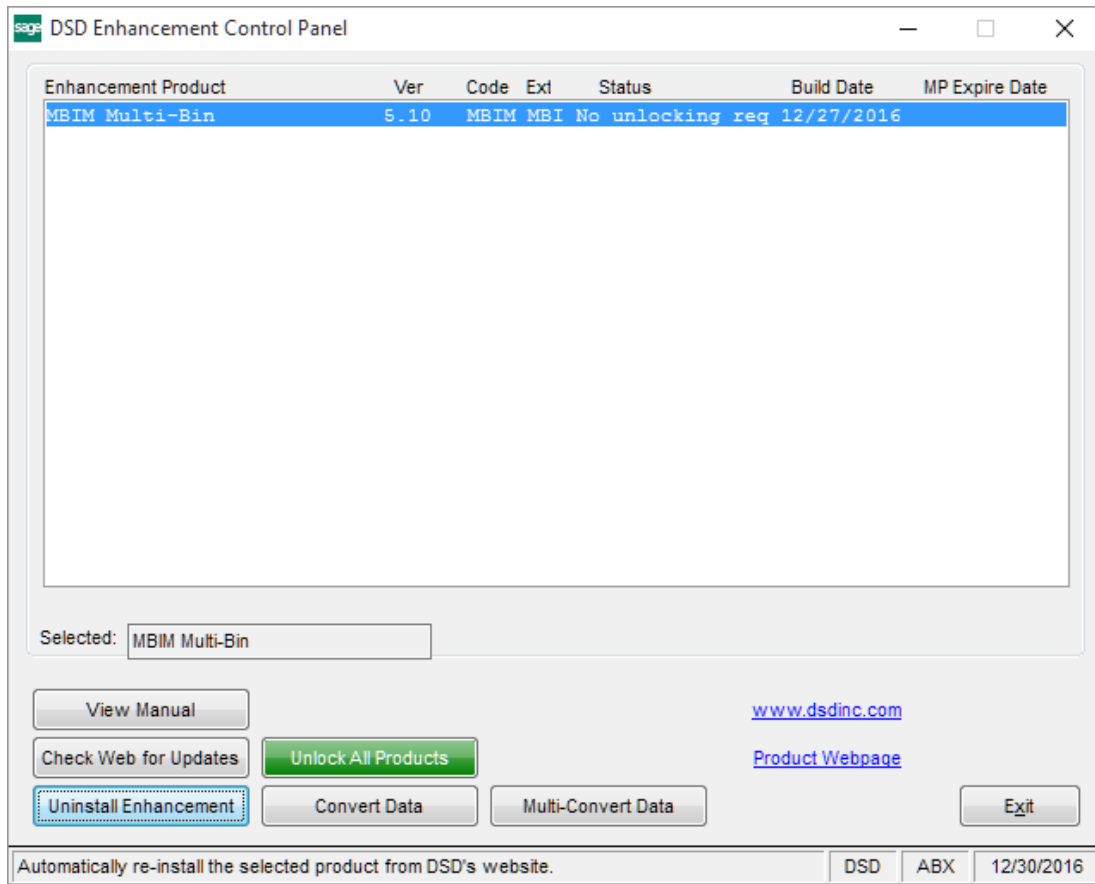 sage DSD Enhancement Control Panel
Enhancement Product Ver Code Ext Status Build Date MP Expire Date
MBIM Multi-Bin 5.10 MBIM MBI No unlocking req 12/27/2016
Selected: MBIM Multi-Bin
View Manual www.dsdinc.com
Check Web for Updates Unlock All Products Product Webpage
Uninstall Enhancement Convert Data Multi-Convert Data Exit
Automatically re-install the selected product from DSD's website. DSD ABX 12/30/2016